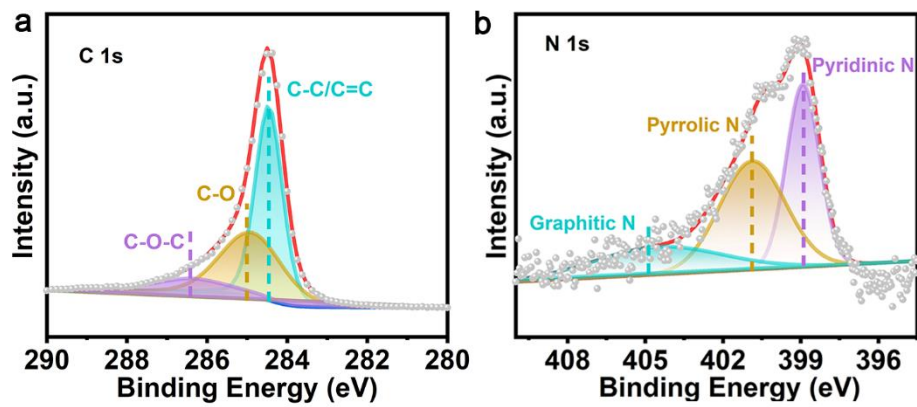 a
C 1s
C-C/C=C
C-O
C-O-C
Intensity (a.u.)
290 288 286 284 282 280
Binding Energy (eV)
b
N 1s
Pyridinic N
Pyrrolic N
Graphitic N
Intensity (a.u.)
408 405 402 399 396
Binding Energy (eV)